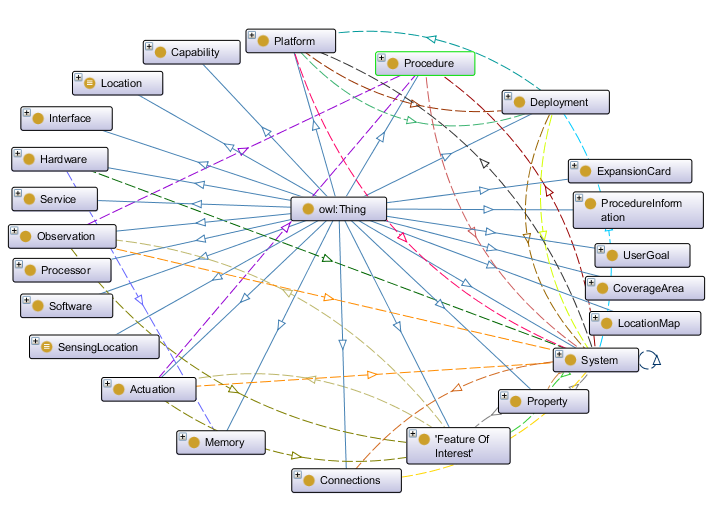 Platform
Capability
Procedure
Location
Deployment
Interface
Hardware
ExpansionCard
Service
ProcedureInform
ation
owl:Thing
Observation
UserGoal
Processor
CoverageArea
Software
LocationMap
SensingLocation
System
Actuation
Property
Memory
'Feature Of
Interest'
Connections